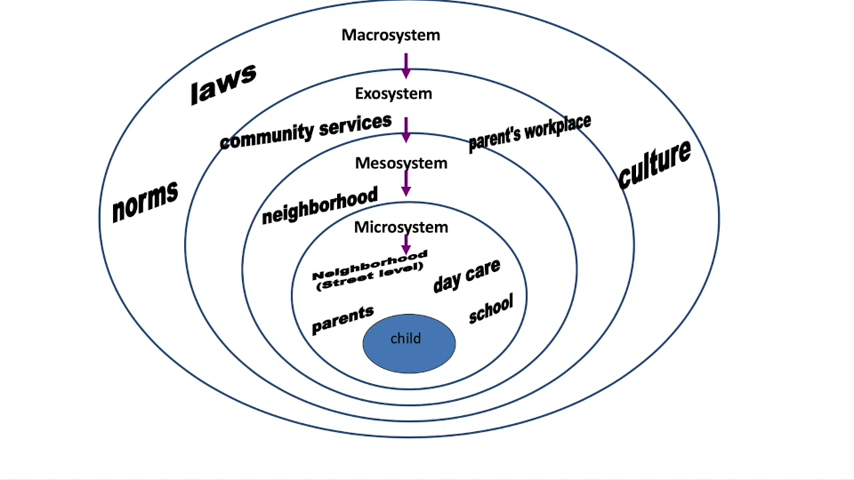 Macrosystem
laws
Exosystem
community services
parent's workplace
culture
Mesosystem
norms
neighborhood
Microsystem
Neighborhood
(Street level)
day care
school
parents
child